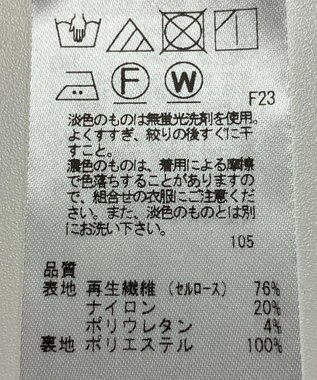 F W
F23
淡色のものは無蛍光洗剤を使用。
よくすすぎ、絞りの後すぐに干
すこと。
濃色のものは、着用による摩擦
で色落ちすることがありますの
で、組合せの衣服にご注意くだ
さい。また、淡色のものとは別
にお洗い下さい。
105
品質
表地 再生繊維（セルロース） 76%
ナイロン 20%
ポリウレタン 4%
裏地 ポリエステル 100%